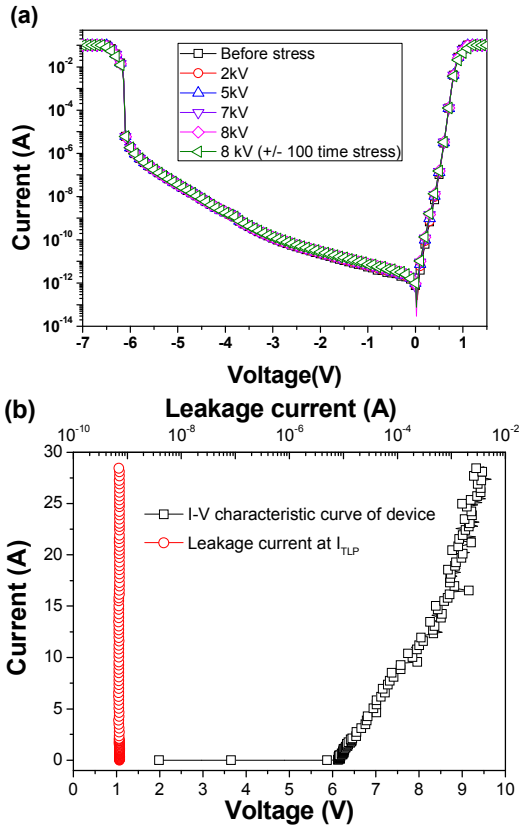 (a)
Current (A)
10⁻²
10⁻⁴
10⁻⁶
10⁻⁸
10⁻¹⁰
10⁻¹²
10⁻¹⁴
Before stress
2kV
5kV
7kV
8kV
8 kV (+/- 100 time stress)
-7 -6 -5 -4 -3 -2 -1 0 1
Voltage(V)
(b)
Leakage current (A)
10⁻¹⁰ 10⁻⁸ 10⁻⁶ 10⁻⁴ 10⁻²
Current (A)
30
25
20
15
10
5
0
I-V characteristic curve of device
Leakage current at I_TLP
0 1 2 3 4 5 6 7 8 9 10
Voltage (V)